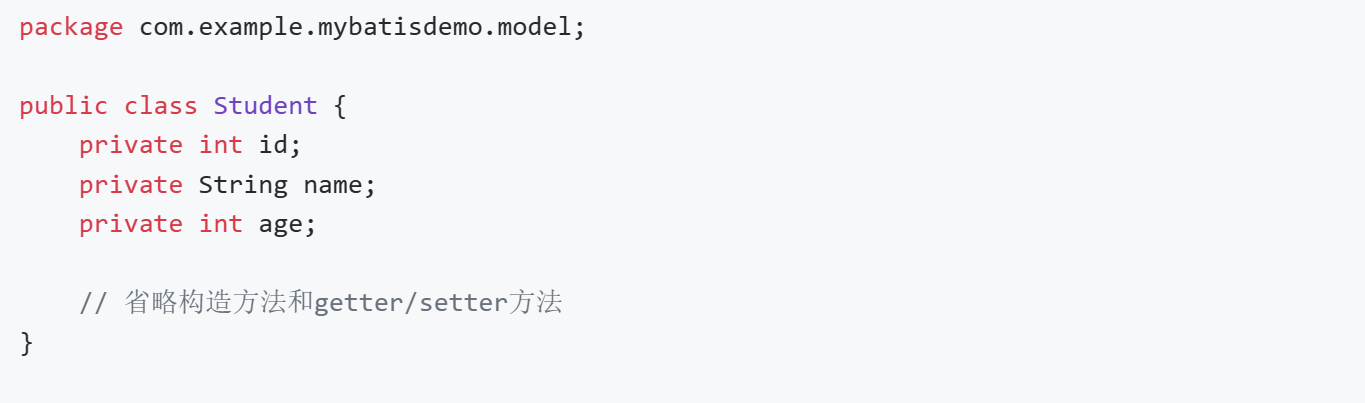 package com.example.mybatisdemo.model;
public class Student {
    private int id;
    private String name;
    private int age;
    // 省略构造方法和getter/setter方法
}